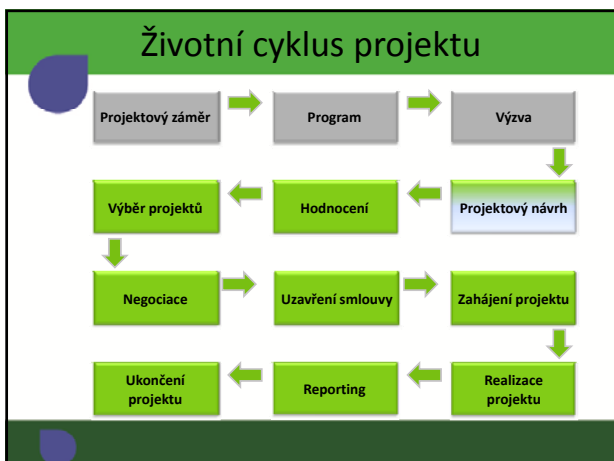 Životní cyklus projektu
Projektový záměr
Program
Výzva
Výběr projektů
Hodnocení
Projektový návrh
Negociace
Uzavření smlouvy
Zahájení projektu
Ukončení
projektu
Reporting
Realizace
projektu